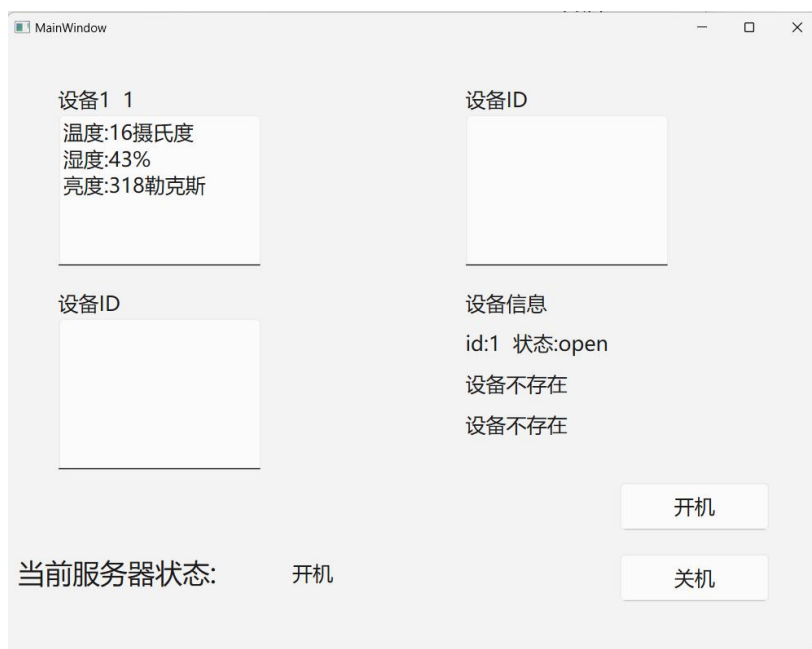 MainWindow
设备1 1
温度:16摄氏度
湿度:43%
亮度:318勒克斯
设备ID
设备ID
设备信息
id:1 状态:open
设备不存在
设备不存在
开机
当前服务器状态: 开机
关机